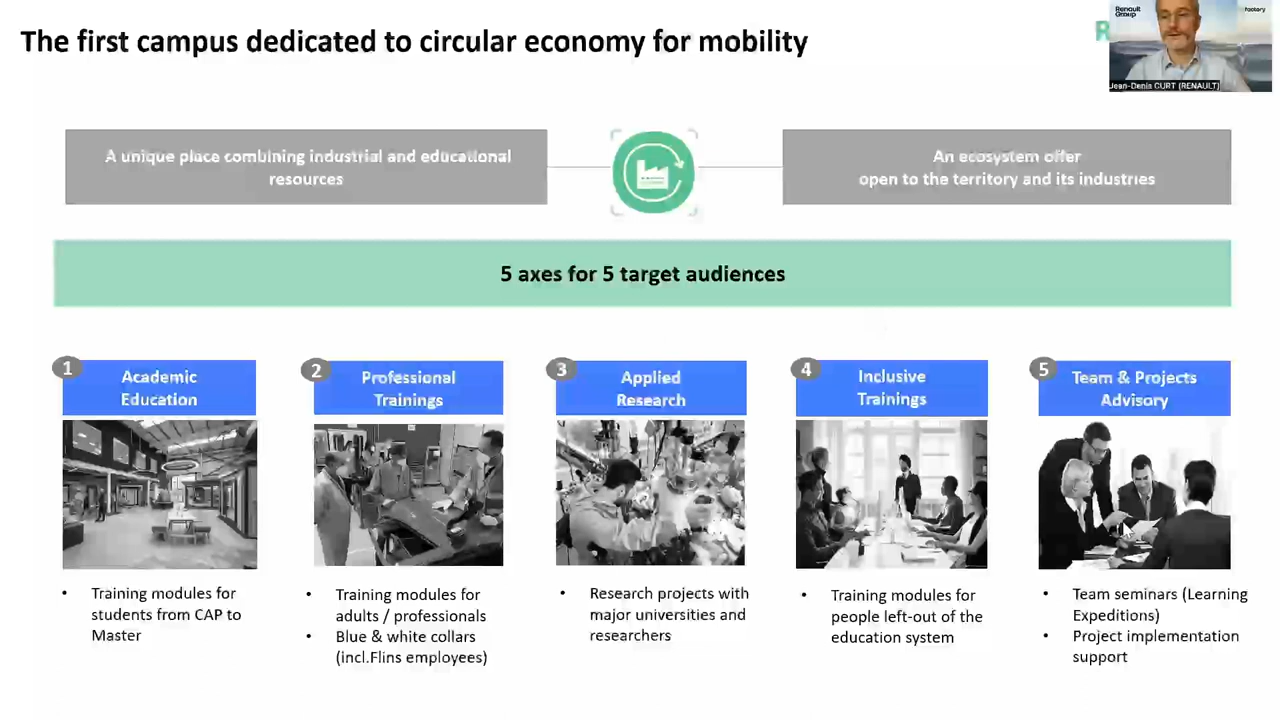 The first campus dedicated to circular economy for mobility
Renault
Group
factory
R
Jean-Denis CURT (RENAULT)
A unique place combining industrial and educational
resources
An ecosystem offer
open to the territory and its industries
5 axes for 5 target audiences
1
Academic
Education
2
Professional
Trainings
3
Applied
Research
4
Inclusive
Trainings
5
Team & Projects
Advisory
• Training modules for
students from CAP to
Master
• Training modules for
adults / professionals
• Blue & white collars
(incl.Flins employees)
• Research projects with
major universities and
researchers
• Training modules for
people left-out of the
education system
• Team seminars (Learning
Expeditions)
• Project implementation
support